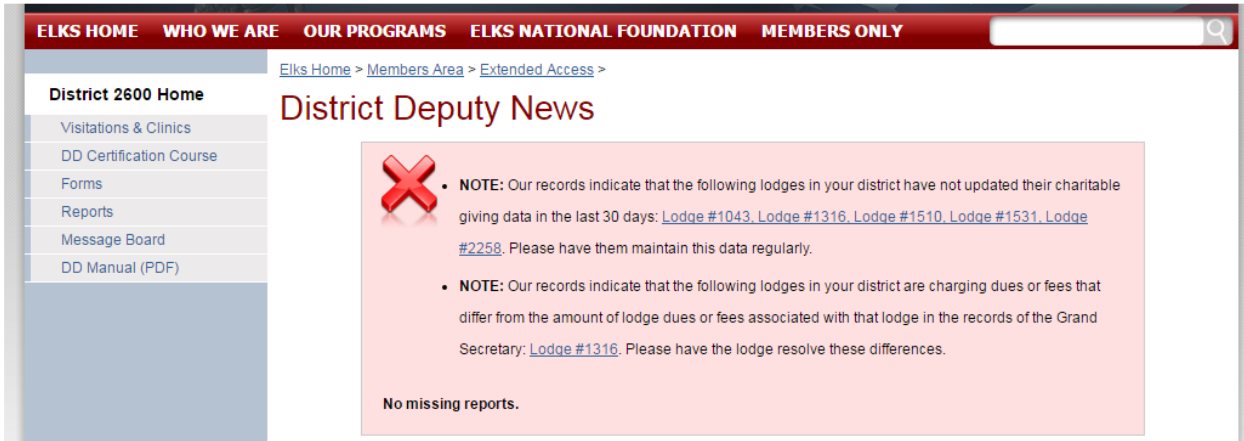 ELKS HOME WHO WE ARE OUR PROGRAMS ELKS NATIONAL FOUNDATION MEMBERS ONLY
District 2600 Home
Visitations & Clinics
DD Certification Course
Forms
Reports
Message Board
DD Manual (PDF)
Elks Home > Members Area > Extended Access >
District Deputy News
• NOTE: Our records indicate that the following lodges in your district have not updated their charitable
giving data in the last 30 days: Lodge #1043, Lodge #1316, Lodge #1510, Lodge #1531, Lodge
#2258. Please have them maintain this data regularly.
• NOTE: Our records indicate that the following lodges in your district are charging dues or fees that
differ from the amount of lodge dues or fees associated with that lodge in the records of the Grand
Secretary: Lodge #1316. Please have the lodge resolve these differences.
No missing reports.